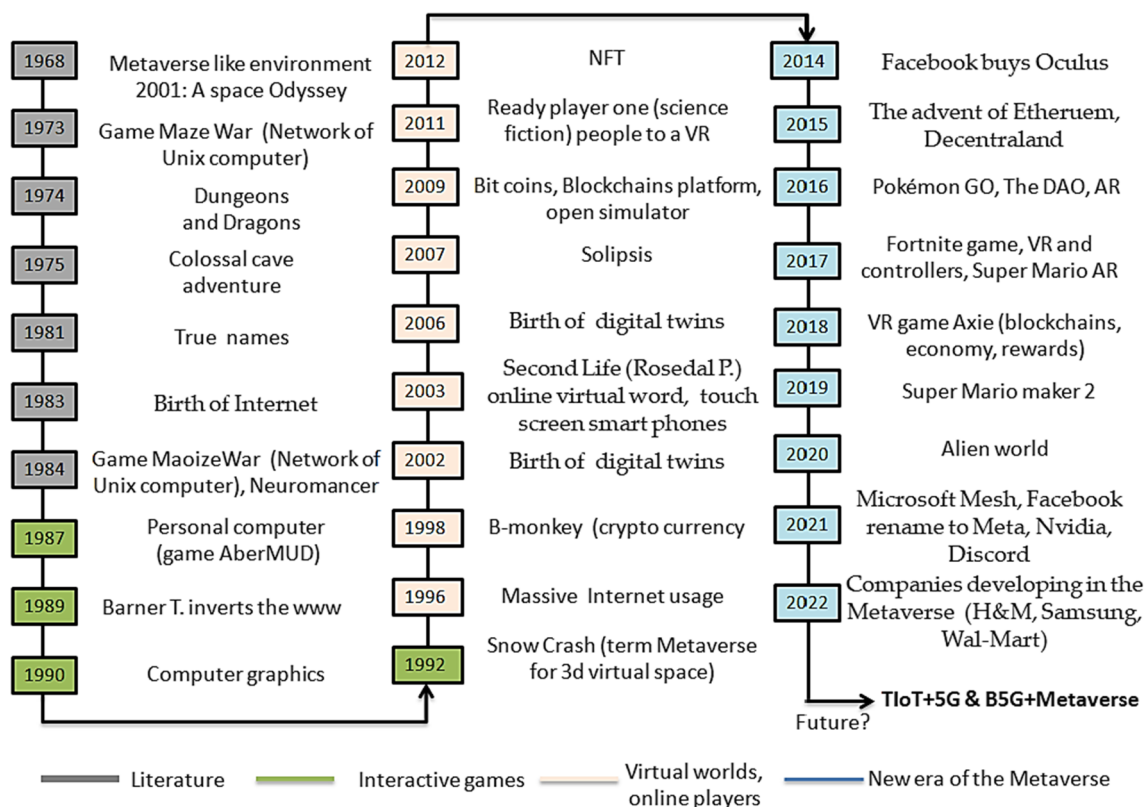 1968
Metaverse like environment
2001: A space Odyssey
1973
Game Maze War (Network of
Unix computer)
1974
Dungeons
and Dragons
1975
Colossal cave
adventure
1981
True names
1983
Birth of Internet
1984
Game MaoizeWar (Network of
Unix computer), Neuromancer
1987
Personal computer
(game AberMUD)
1989
Barner T. inverts the www
1990
Computer graphics
2012
NFT
2011
Ready player one (science
fiction) people to a VR
2009
Bit coins, Blockchains platform,
open simulator
2007
Solipsis
2006
Birth of digital twins
2003
Second Life (Rosedal P.)
online virtual word, touch
screen smart phones
2002
Birth of digital twins
1998
B-monkey (crypto currency
1996
Massive Internet usage
1992
Snow Crash (term Metaverse
for 3d virtual space)
2014
Facebook buys Oculus
2015
The advent of Etheruem,
Decentraland
2016
Pokémon GO, The DAO, AR
2017
Fortnite game, VR and
controllers, Super Mario AR
2018
VR game Axie (blockchains,
economy, rewards)
2019
Super Mario maker 2
2020
Alien world
2021
Microsoft Mesh, Facebook
rename to Meta, Nvidia,
Discord
2022
Companies developing in the
Metaverse (H&M, Samsung,
Wal-Mart)
Future?
TIoT+5G & B5G+Metaverse
Literature
Interactive games
Virtual worlds,
online players
New era of the Metaverse